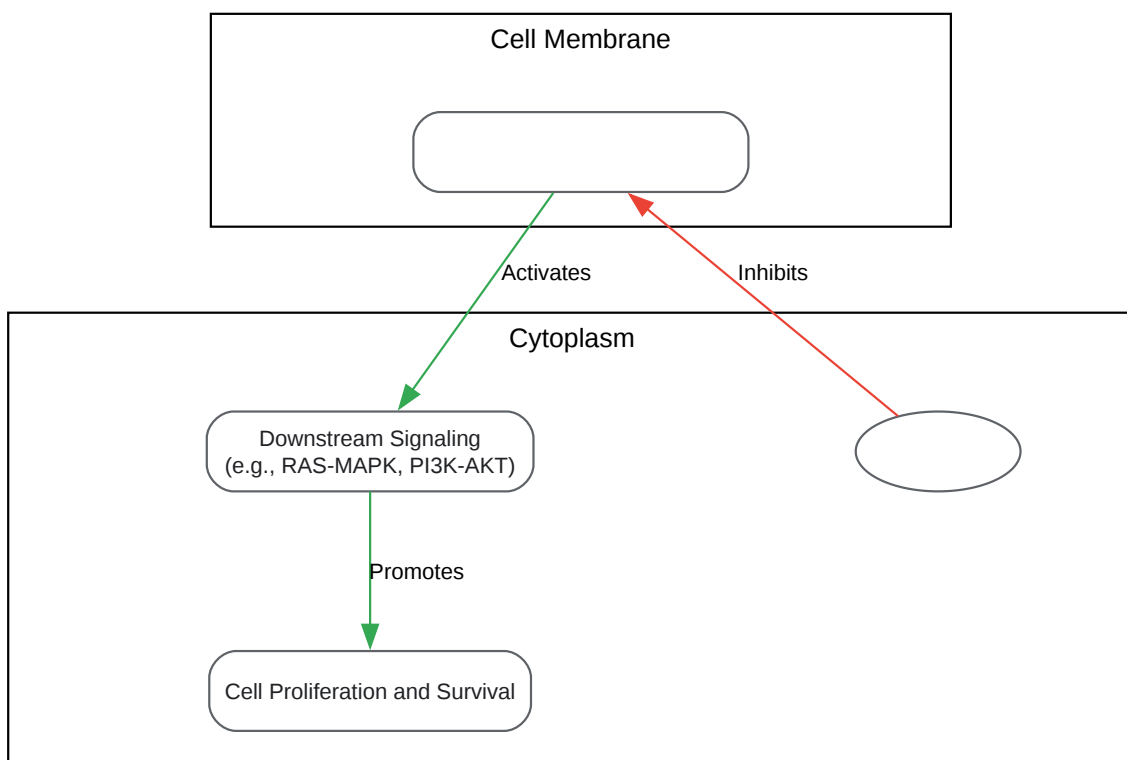 Cell Membrane
Activates
Inhibits
Cytoplasm
Downstream Signaling
(e.g., RAS-MAPK, PI3K-AKT)
Promotes
Cell Proliferation and Survival